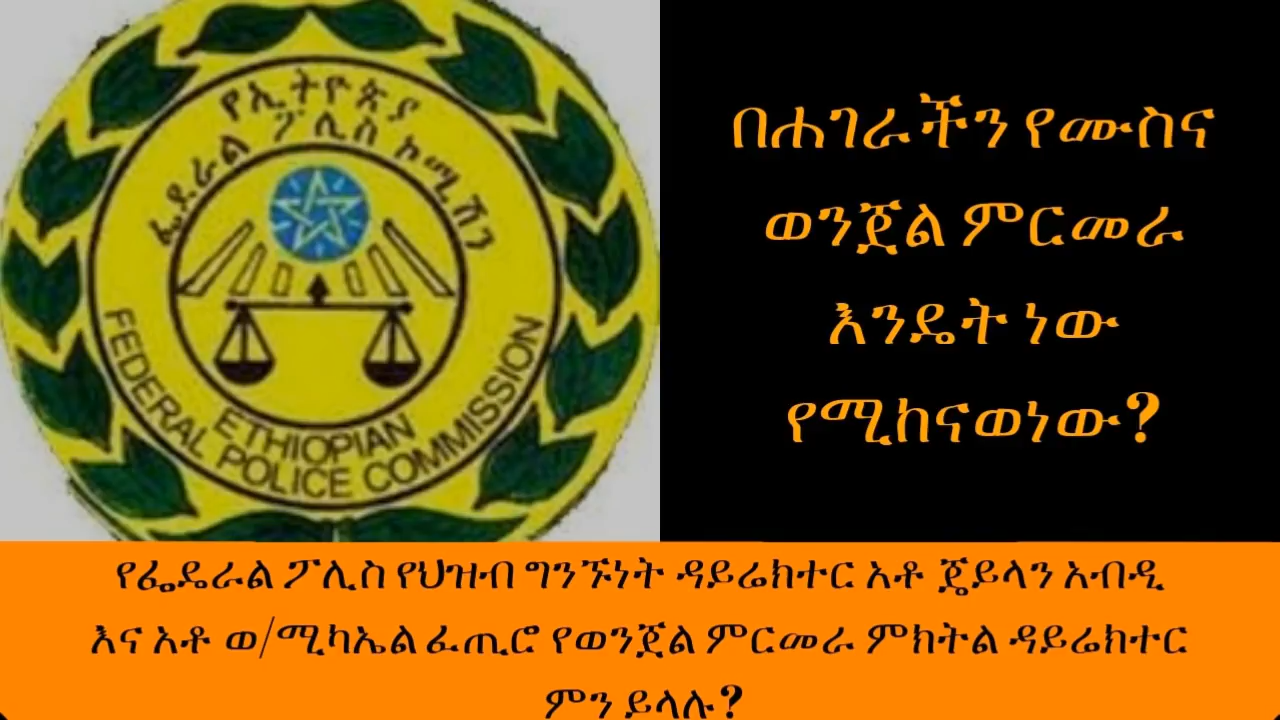 የኢትዮጵያ
ፌደራል ፖሊስ ኮሚሽን
ETHIOPIAN
FEDERAL POLICE COMMISSION
በሐገራችን የሙስና
ወንጀል ምርመራ
እንዴት ነው
የሚከናወነው?
የፌዴራል ፖሊስ የህዝብ ግንኙነት ዳይሬክተር አቶ ጄይላን አብዲ
እና አቶ ወ/ሚካኤል ፈጢሮ የወንጀል ምርመራ ምክትል ዳይሬክተር
ምን ይላሉ?